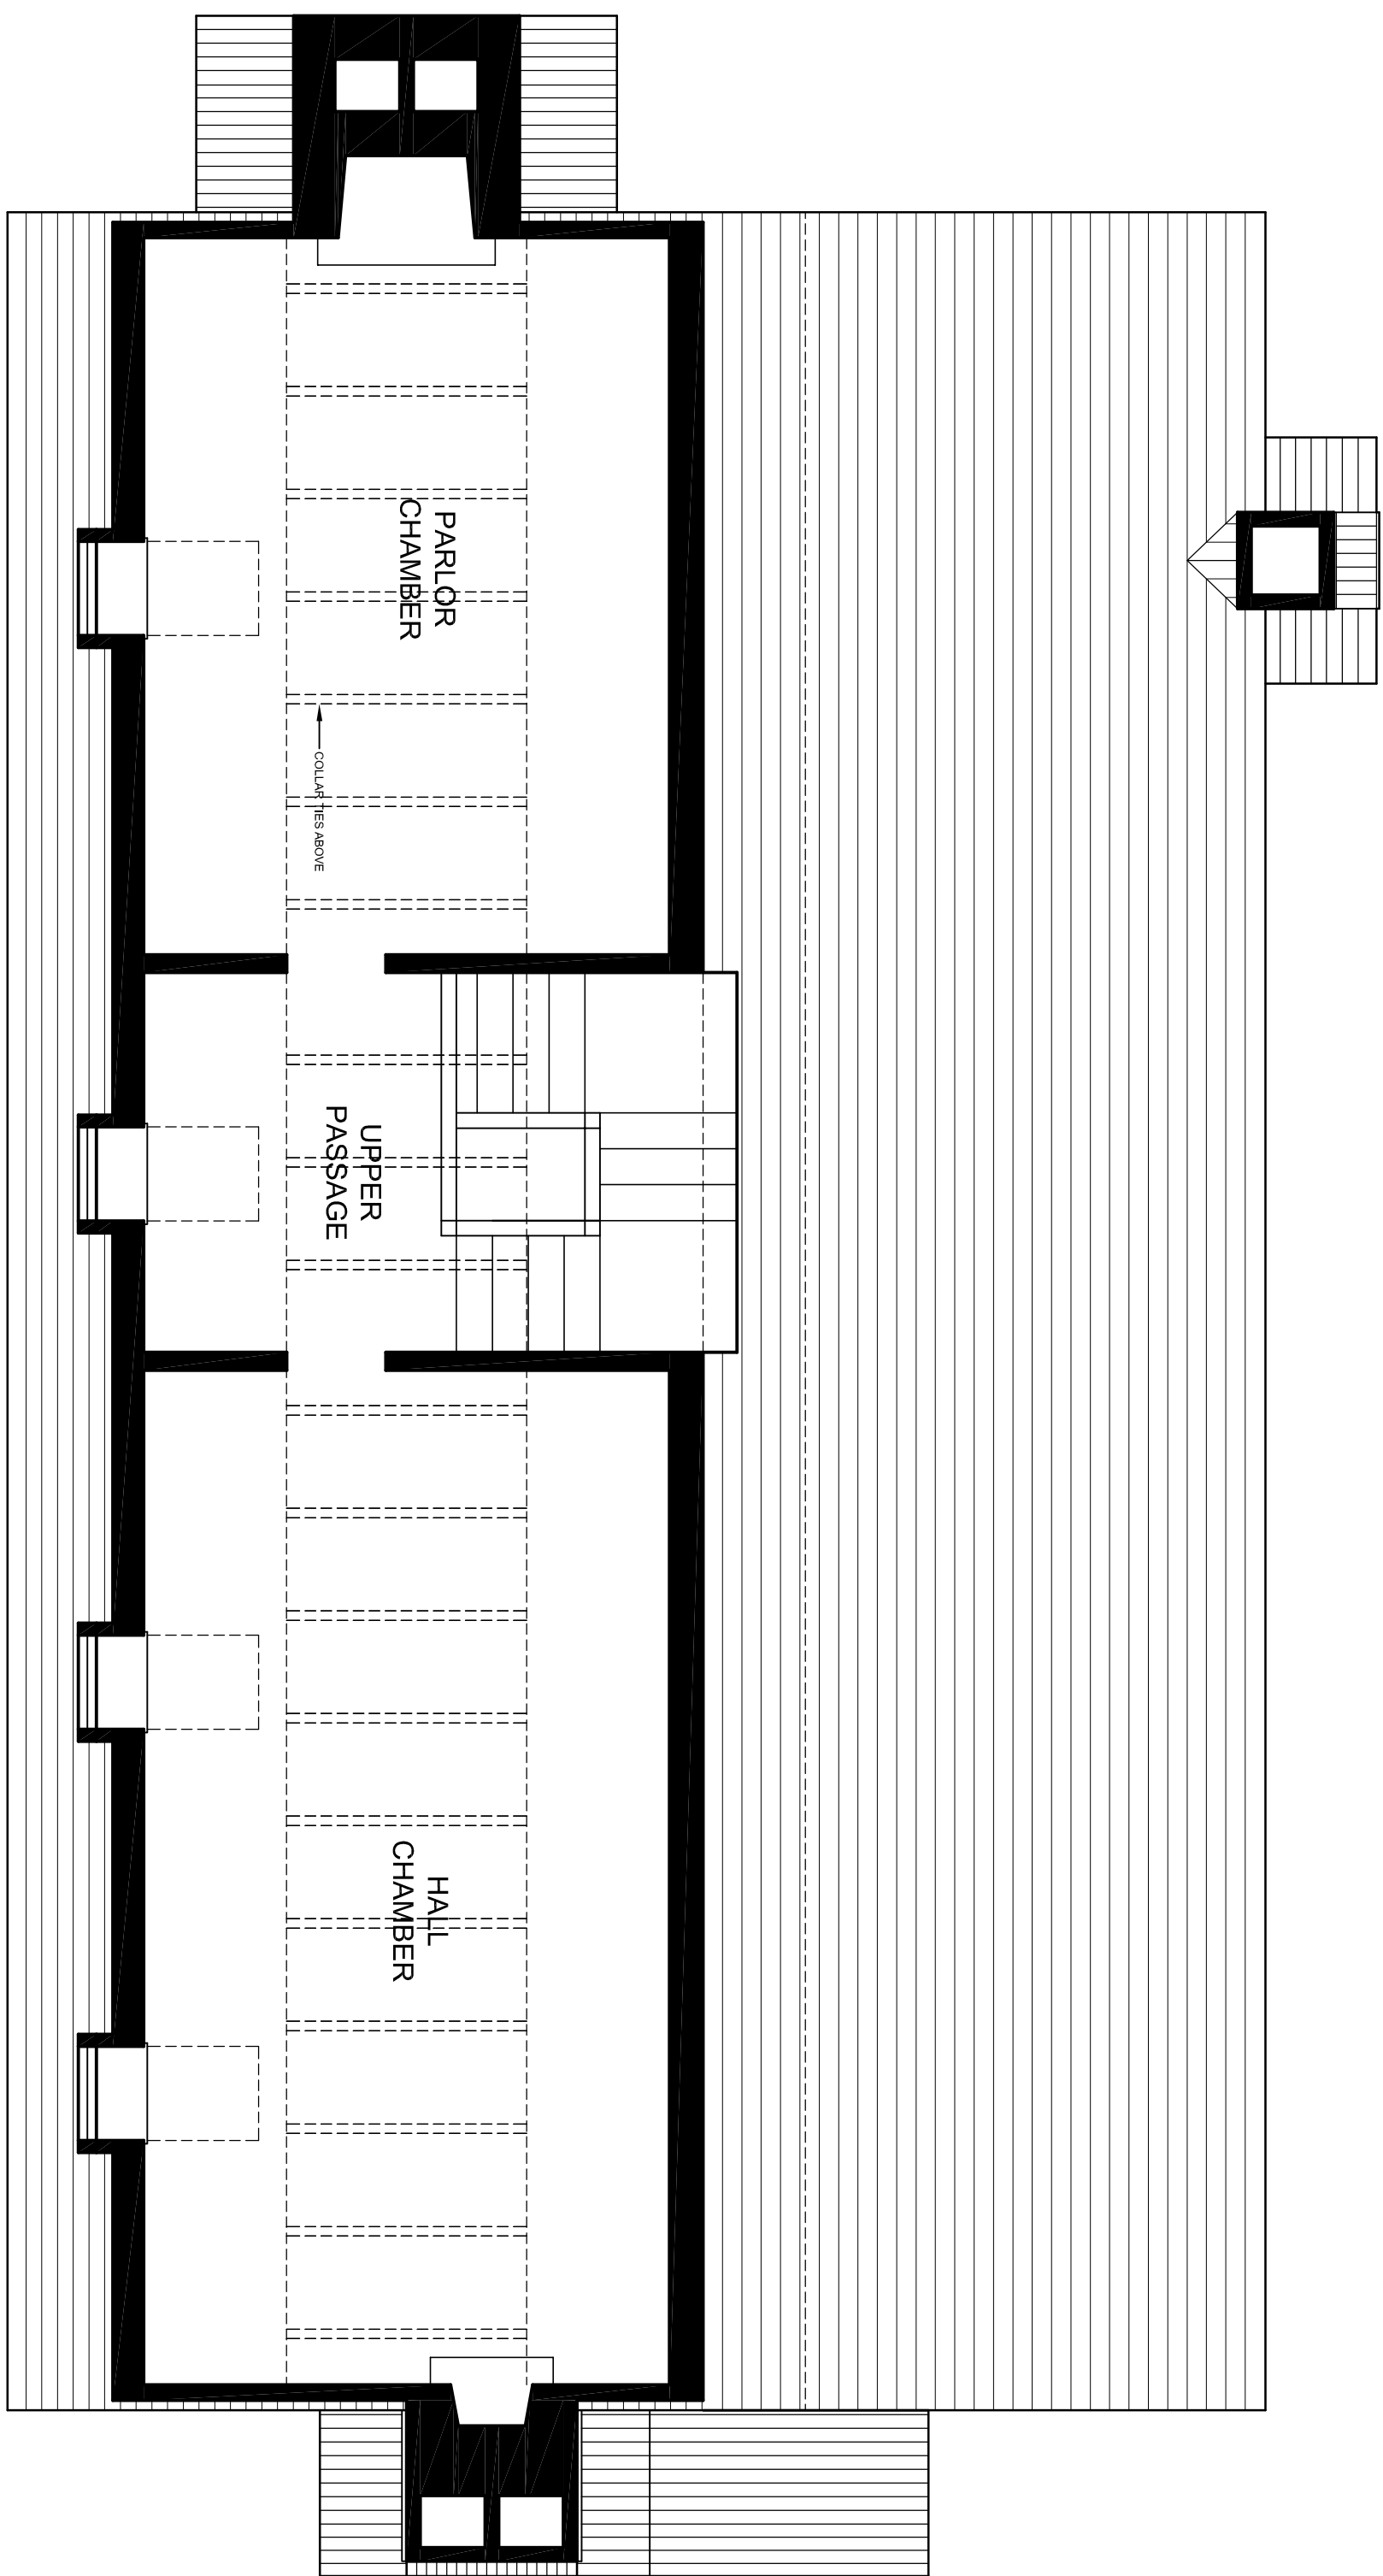 PARLOR
CHAMBER
COLLAR TIES ABOVE
UPPER
PASSAGE
HALL
CHAMBER